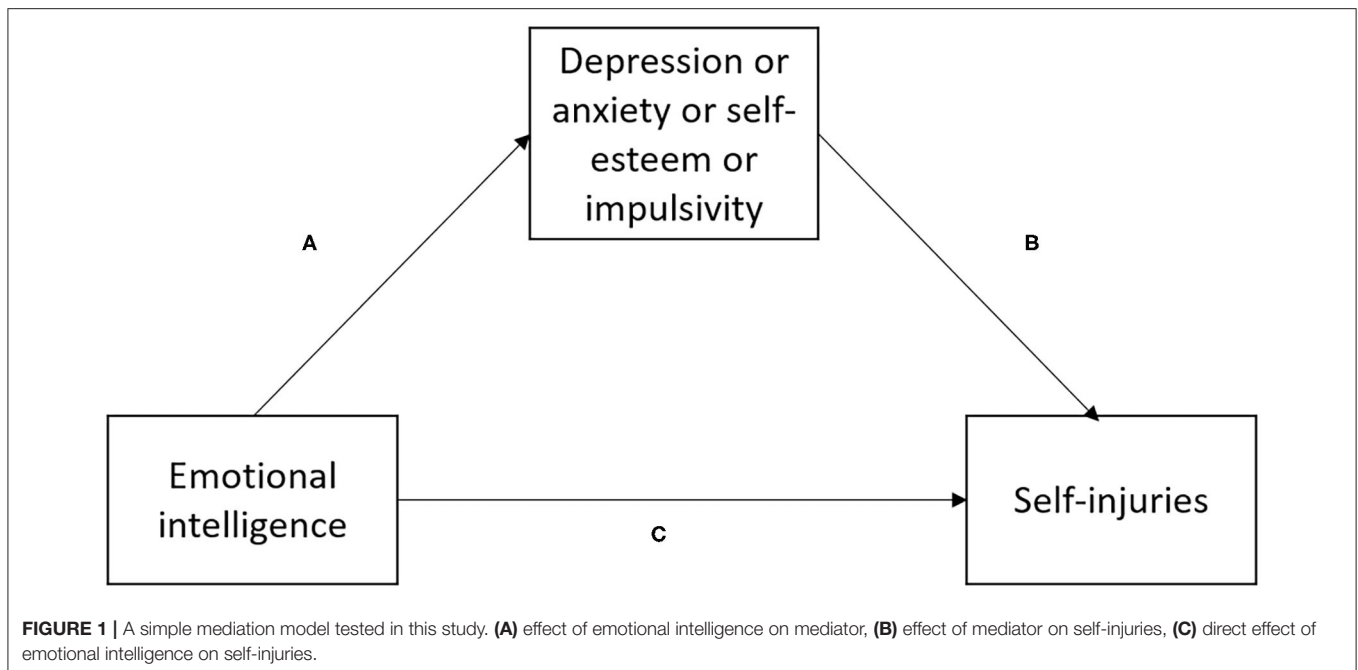 Depression or
anxiety or self-
esteem or
impulsivity
A
B
Emotional
intelligence
Self-injuries
C
FIGURE 1 | A simple mediation model tested in this study. (A) effect of emotional intelligence on mediator, (B) effect of mediator on self-injuries, (C) direct effect of
emotional intelligence on self-injuries.